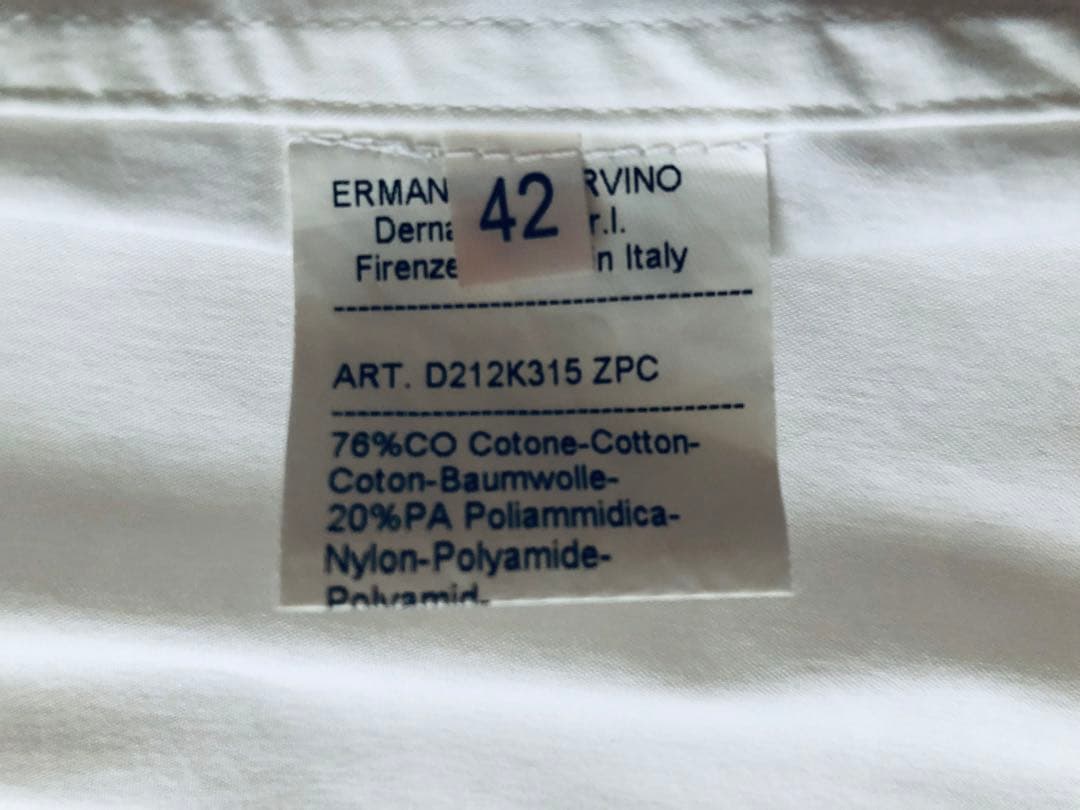 ERMAN RVINO
42
Derna r.l.
Firenze n Italy
ART. D212K315 ZPC
76%CO Cotone-Cotton-
Coton-Baumwolle-
20%PA Poliammidica-
Nylon-Polyamide-
Polyamid-